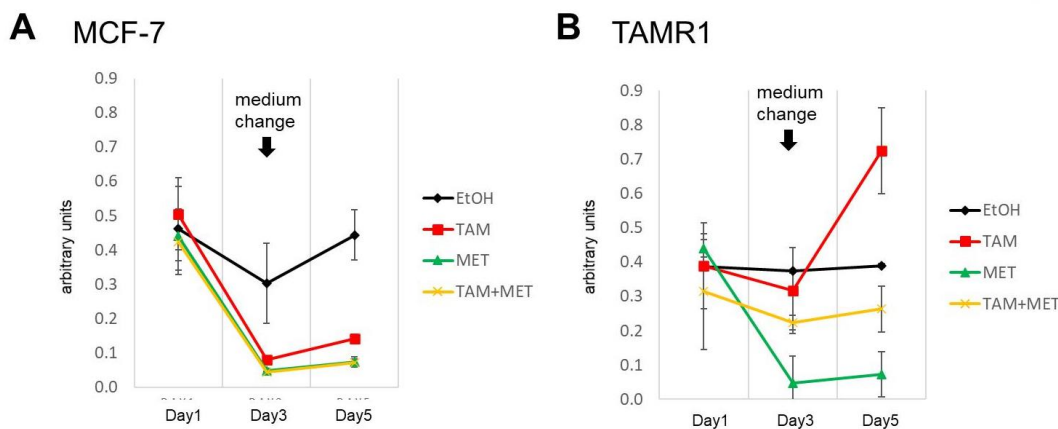 A MCF-7
0.9
0.8
0.7
0.6
0.5
0.4
0.3
0.2
0.1
0.0
arbitrary units
medium
change
Day1 Day3 Day5
EtOH
TAM
MET
TAM+MET
B TAMR1
0.9
0.8
0.7
0.6
0.5
0.4
0.3
0.2
0.1
0.0
arbitrary units
medium
change
Day1 Day3 Day5
EtOH
TAM
MET
TAM+MET